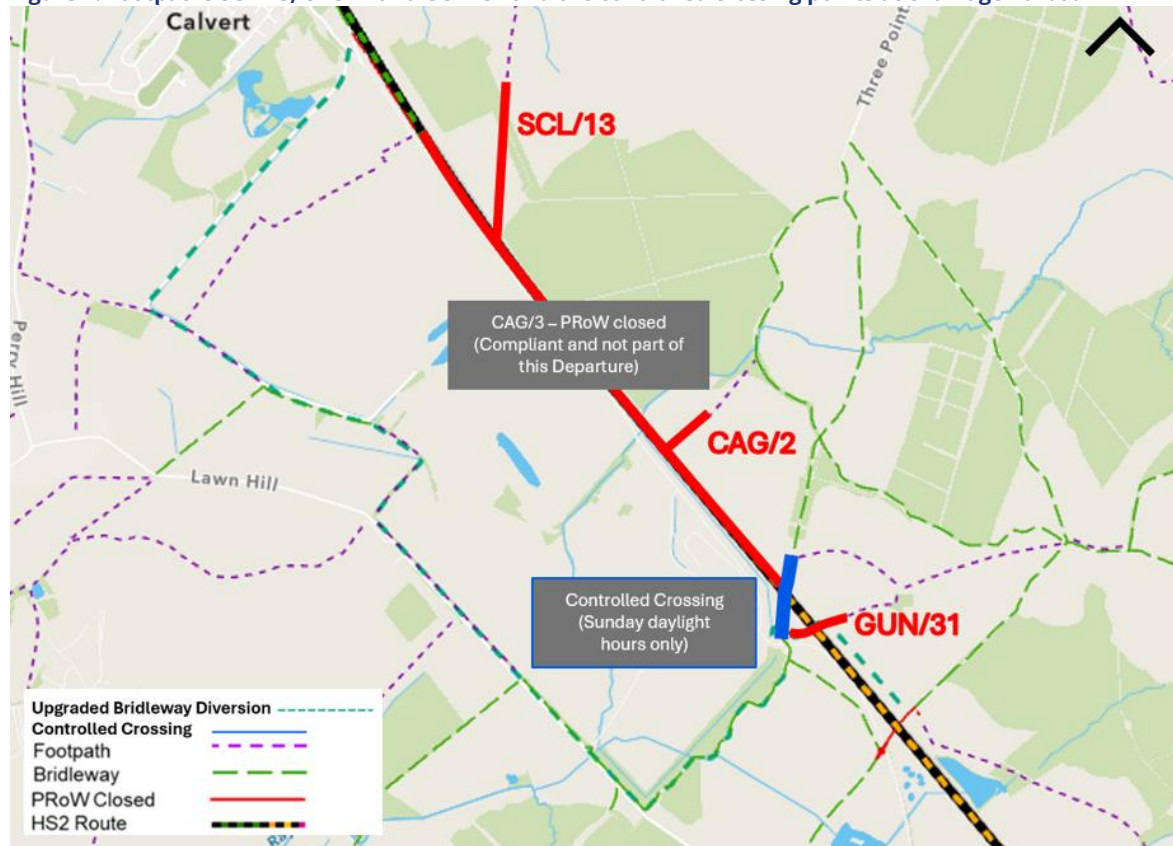 Calvert
Three Point
SCL/13
CAG/3 – PRoW closed
(Compliant and not part of
this Departure)
Perry Hill
CAG/2
Lawn Hill
Controlled Crossing
(Sunday daylight
hours only)
GUN/31
Upgraded Bridleway Diversion
Controlled Crossing
Footpath
Bridleway
PRoW Closed
HS2 Route